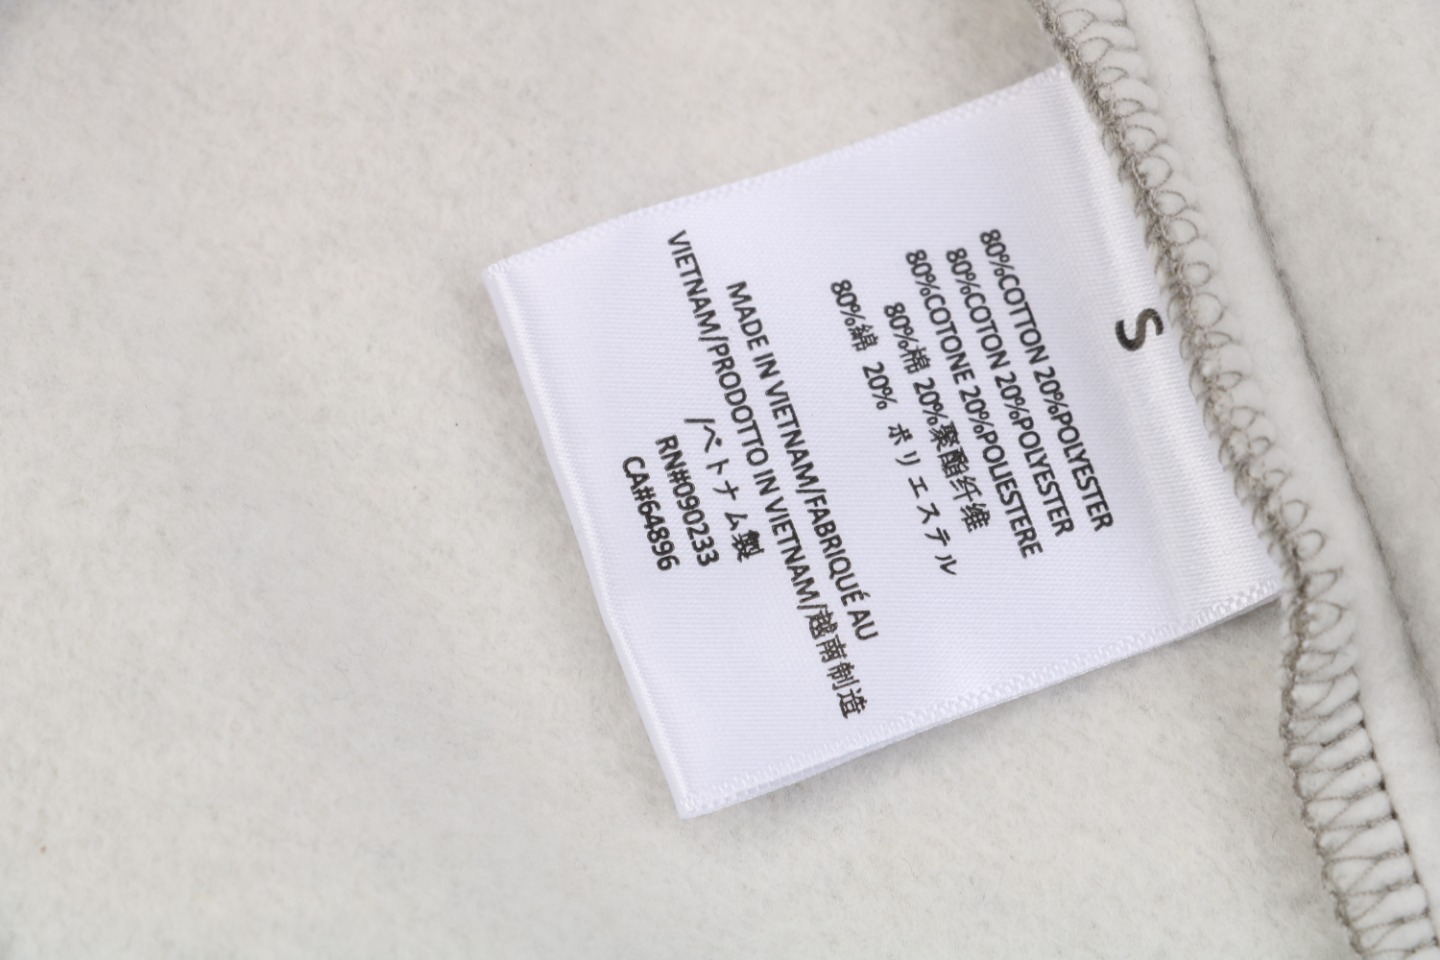 S
80%COTTON 20%POLYESTER
80%COTON 20%POLYESTER
80%COTONE 20%POLIESTERE
80%棉 20%聚酯纤维
80%綿 20% ポリエステル
MADE IN VIETNAM/FABRIQUÉ AU
VIETNAM/PRODOTTO IN VIETNAM/越南制造
/ベトナム製
RN#090233
CA#64896